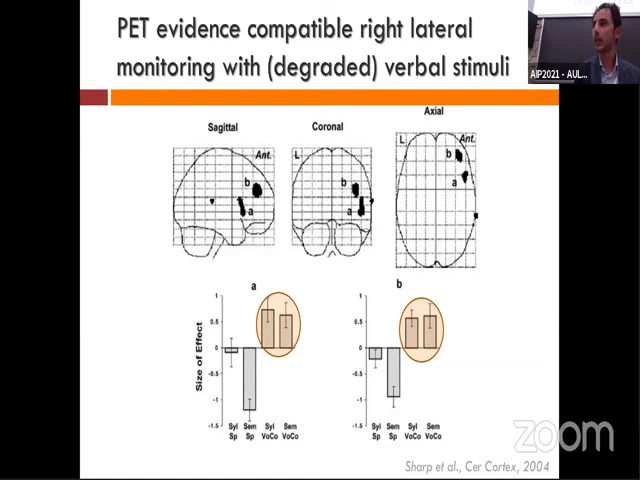 PET evidence compatible right lateral
monitoring with (degraded) verbal stimuli
AIP2021 - AUL...
Sagittal
Coronal
Axial
Ant.
L
L
Ant.
b
a
b
a
b
a
a
b
Size of Effect
1
0.5
0
-0.5
-1
-1.5
Syl Sem Syl Sem
Sp Sp VoCo VoCo
1
0.5
0
-0.5
-1
-1.5
Syl Sem Syl Sem
Sp Sp VoCo VoCo
zoom
Sharp et al., Cer Cortex, 2004